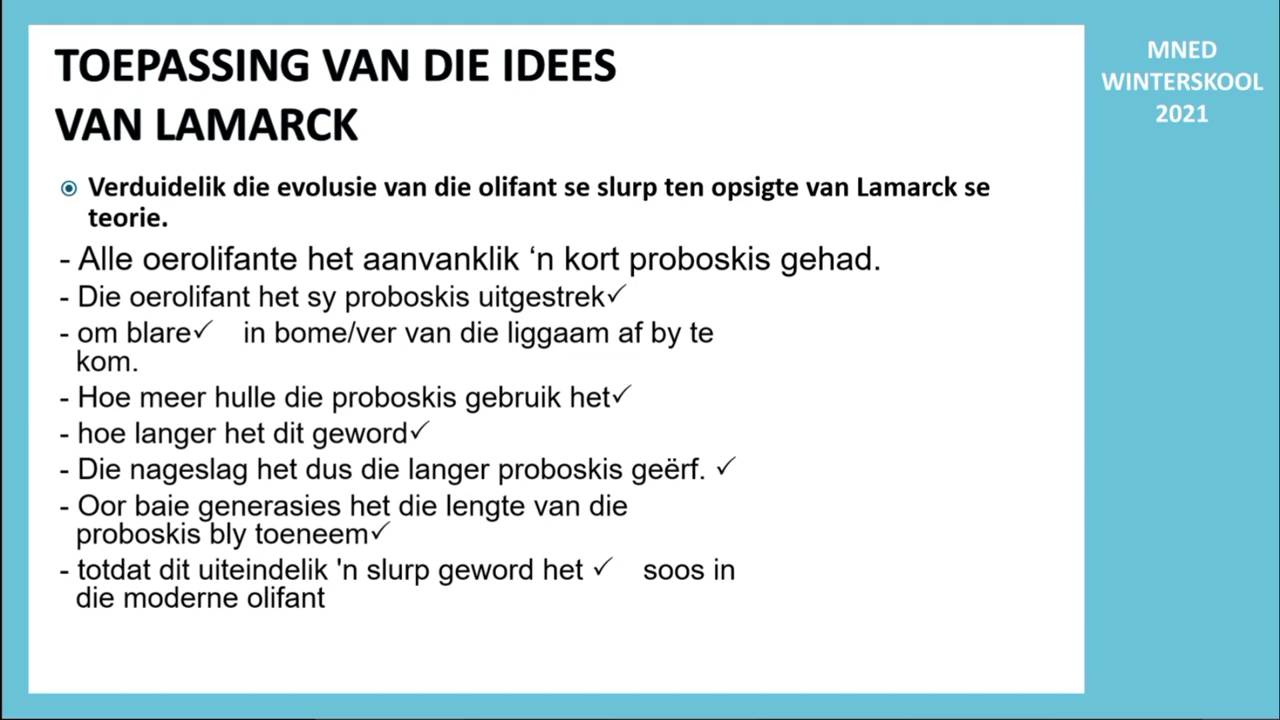 TOEPASSING VAN DIE IDEES
VAN LAMARCK
MNED
WINTERSKOOL
2021
Verduidelik die evolusie van die olifant se slurp ten opsigte van Lamarck se
teorie.
- Alle oerolifante het aanvanklik ‘n kort proboskis gehad.
- Die oerolifant het sy proboskis uitgestrek✓
- om blare✓ in bome/ver van die liggaam af by te
kom.
- Hoe meer hulle die proboskis gebruik het✓
- hoe langer het dit geword✓
- Die nageslag het dus die langer proboskis geërf. ✓
- Oor baie generasies het die lengte van die
proboskis bly toeneem✓
- totdat dit uiteindelik 'n slurp geword het ✓ soos in
die moderne olifant